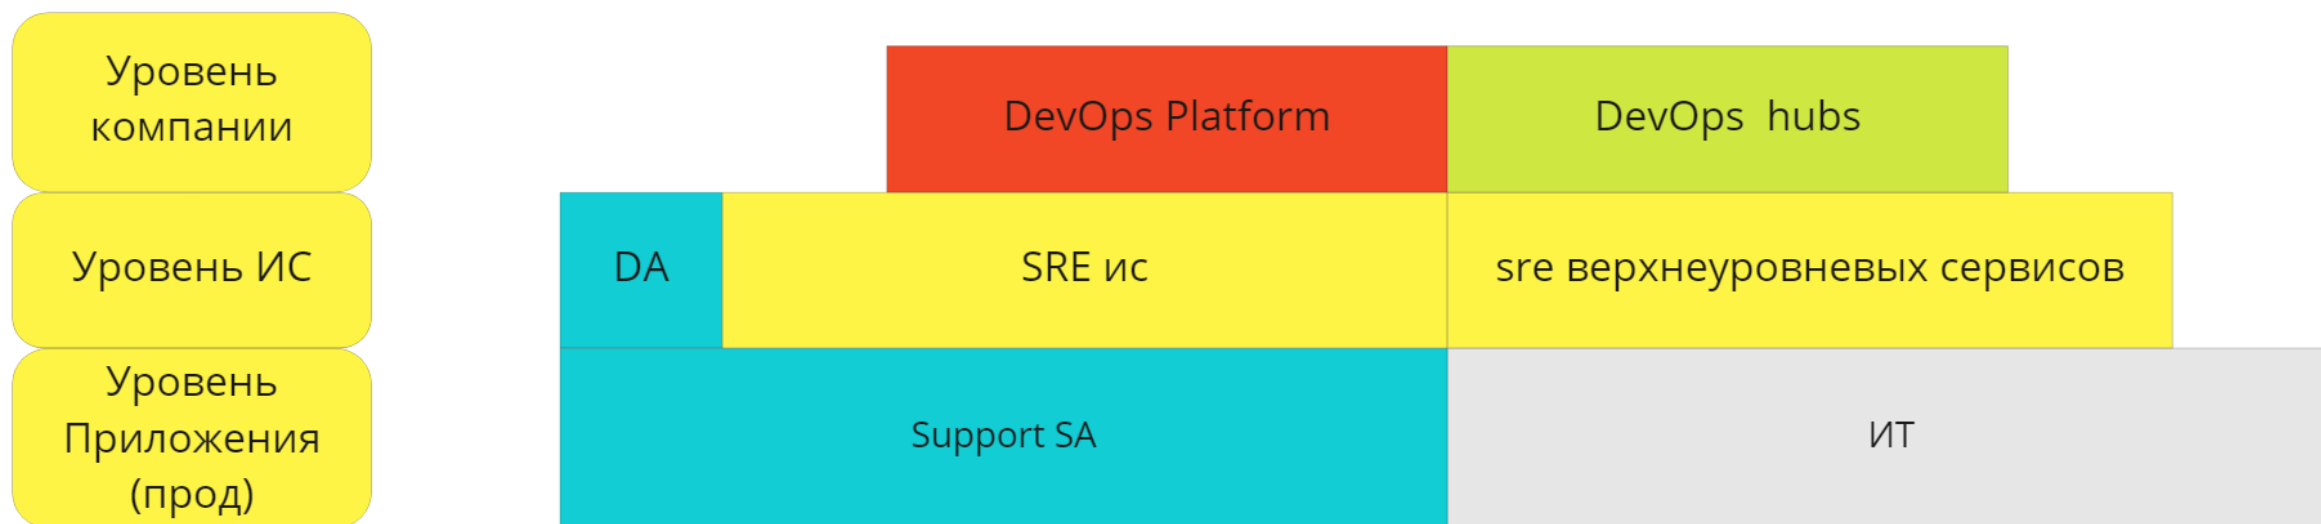 Уровень
компании
DevOps Platform
DevOps hubs
Уровень ИС
DA
SRE ис
sre верхнеуровневых сервисов
Уровень
Приложения
(прод)
Support SA
ИТ